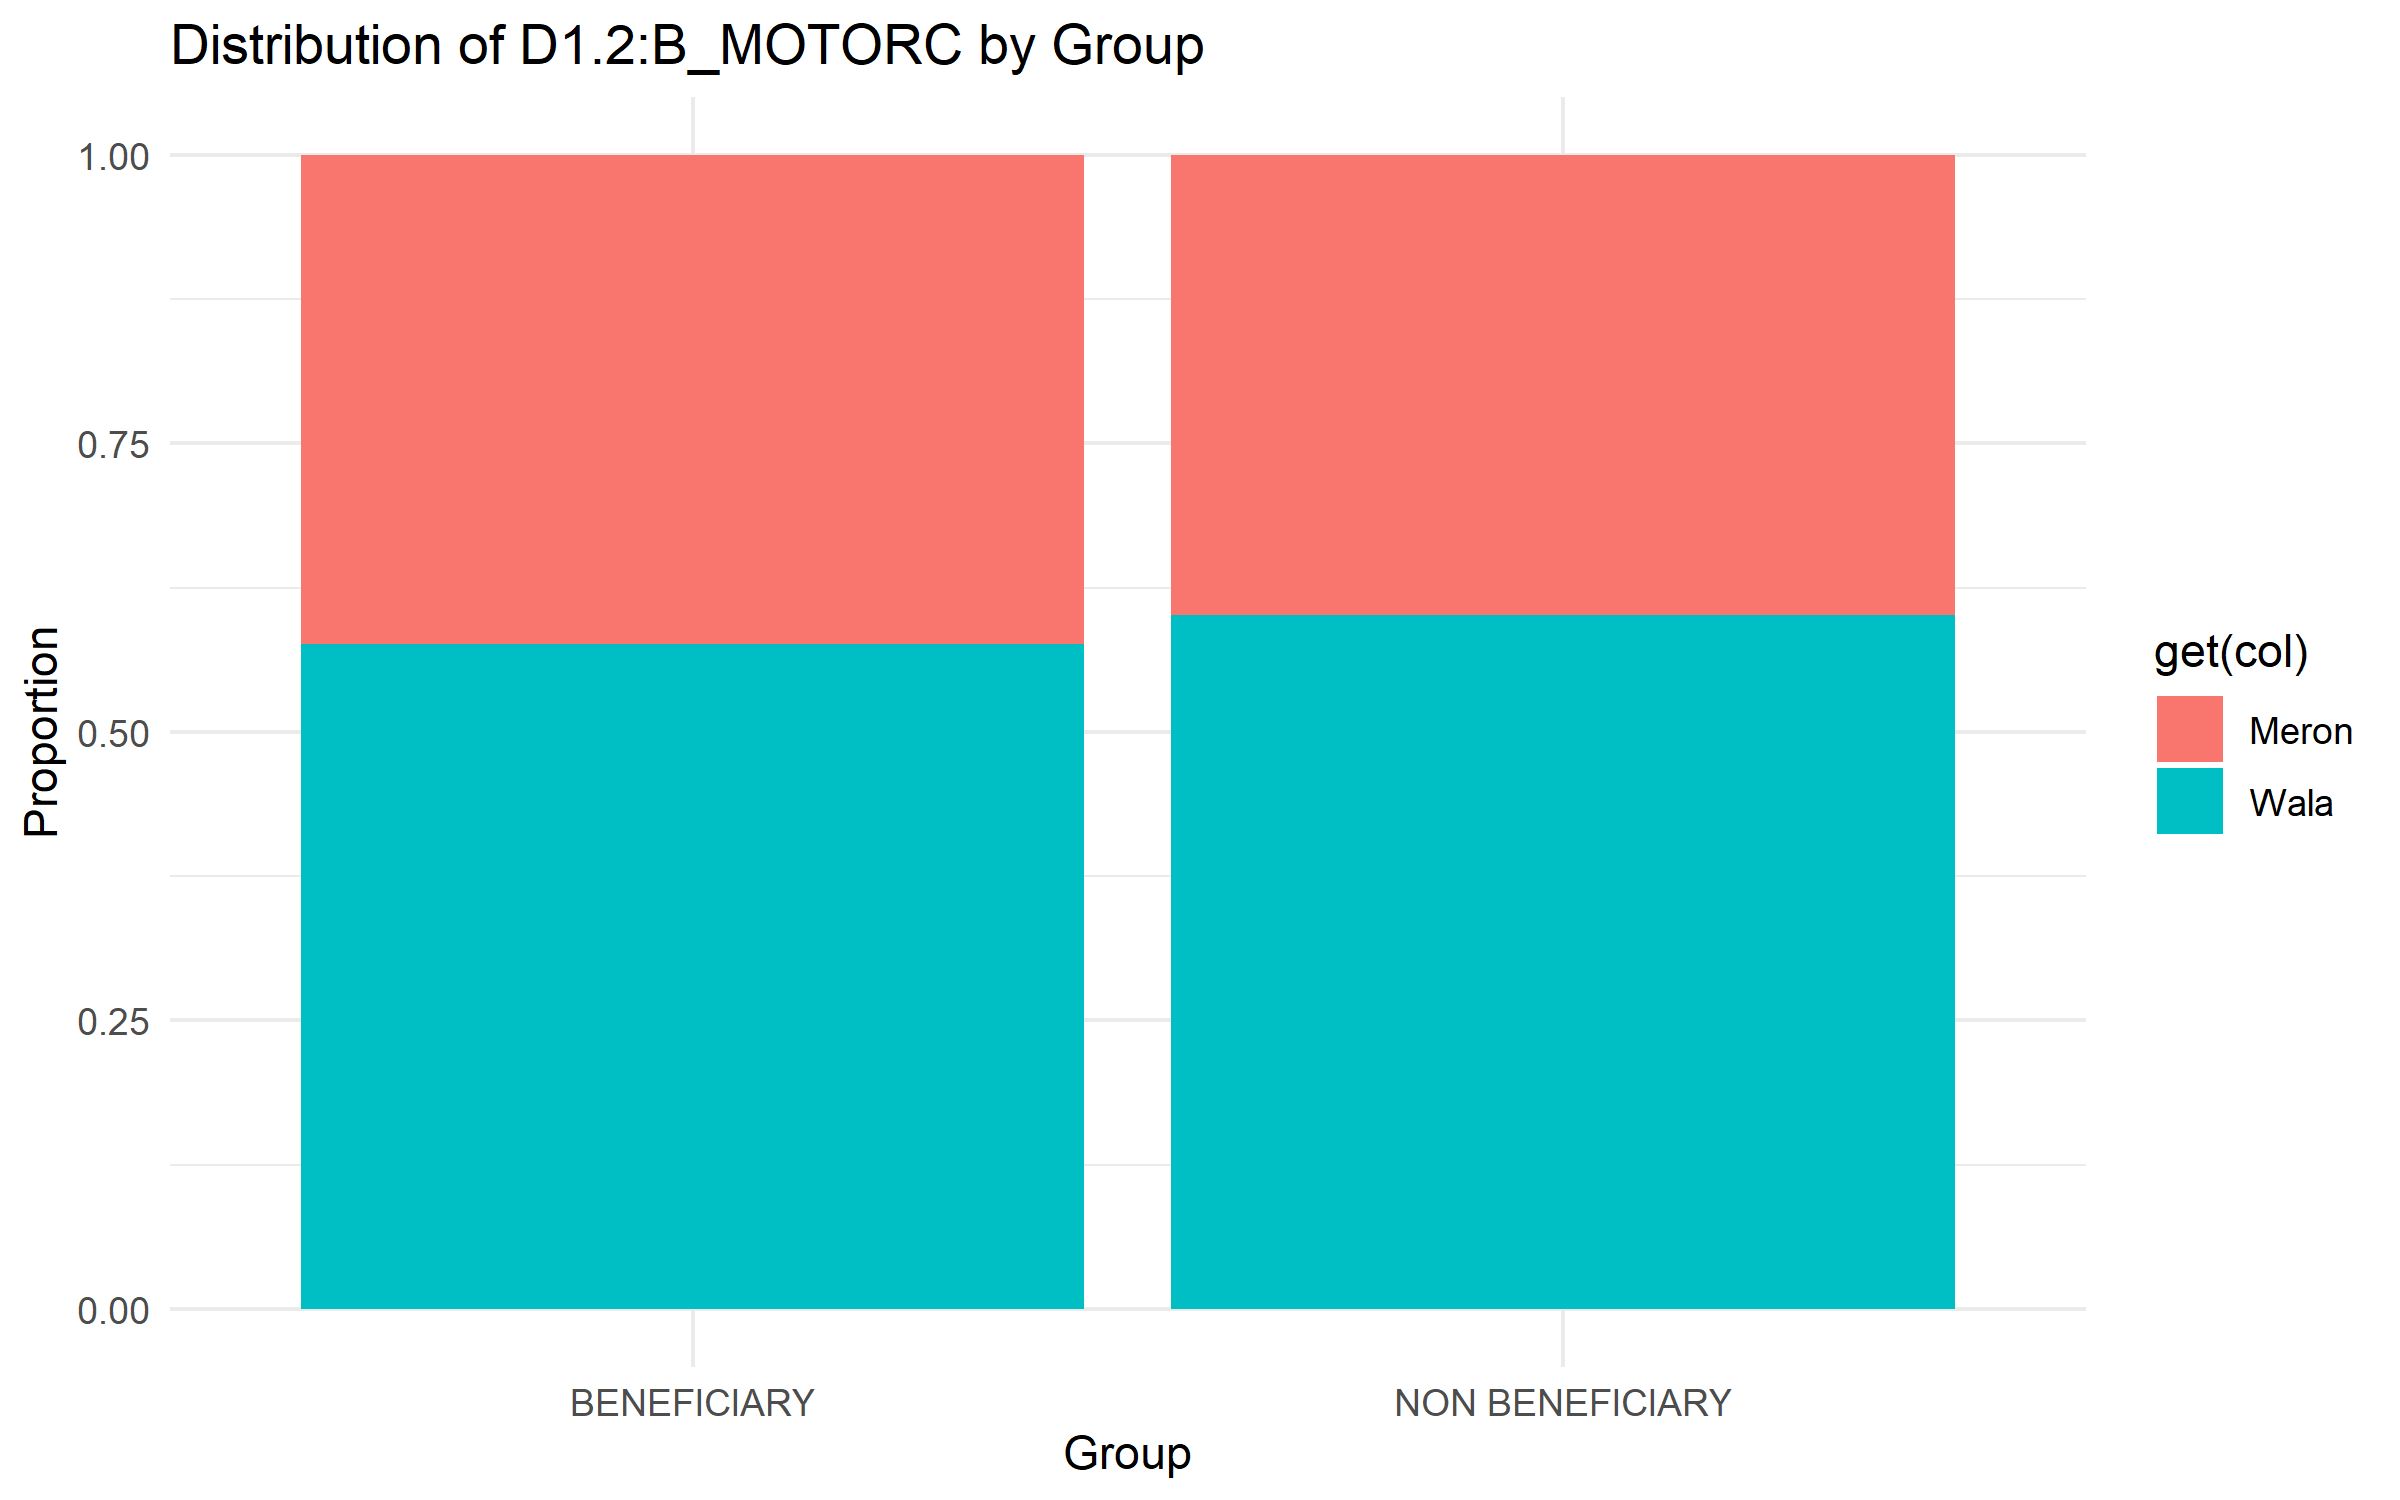 Distribution of D1.2:B_MOTORC by Group
1.00
0.75
0.50
0.25
0.00
Proportion
BENEFICIARY
NON BENEFICIARY
Group
get(col)
Meron
Wala